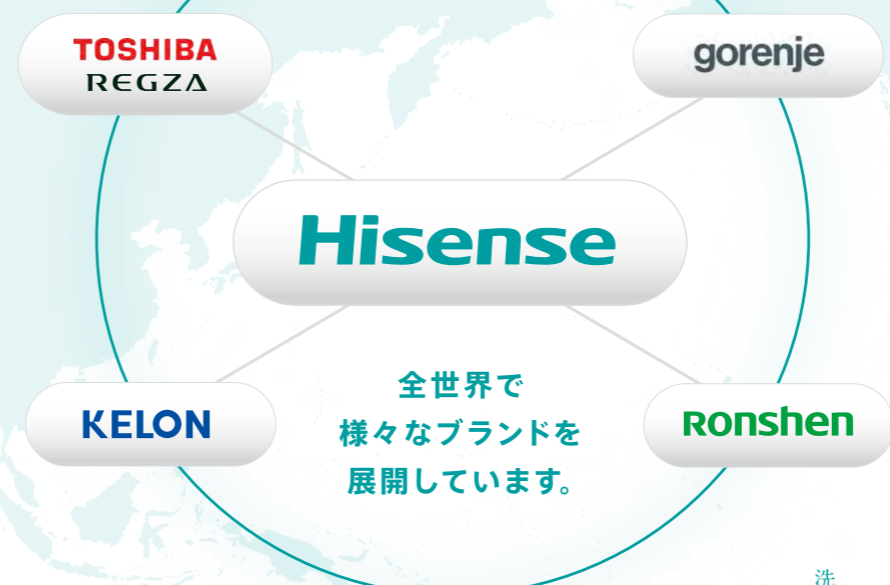 TOSHIBA
REGZA
gorenje
Hisense
全世界で
様々なブランドを
展開しています。
KELON
Ronshen
洗